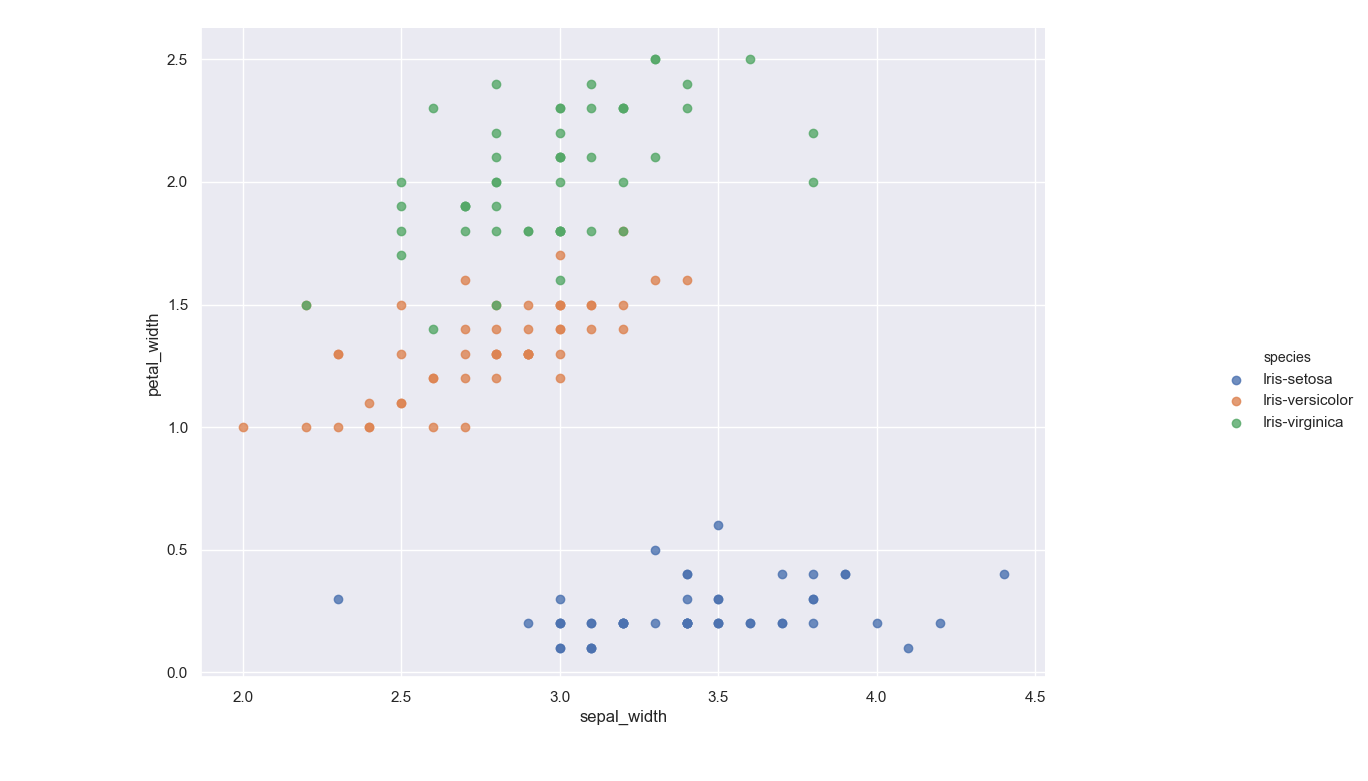 2.5
2.0
1.5
1.0
0.5
0.0
petal_width
2.0 2.5 3.0 3.5 4.0 4.5
sepal_width
species
Iris-setosa
Iris-versicolor
Iris-virginica